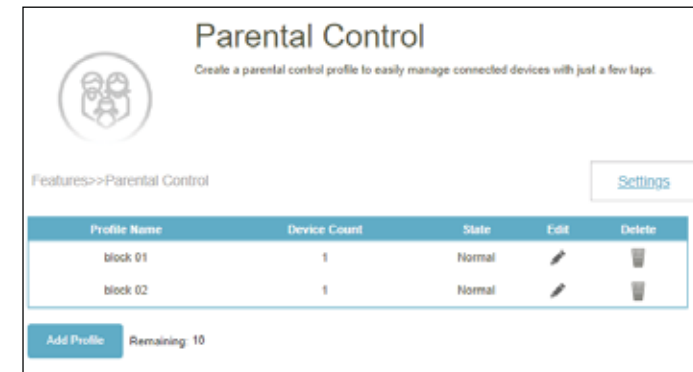 Parental Control
Create a parental control profile to easily manage connected devices with just a few taps.
Features>>Parental Control
Settings
Profile Name Device Count State Edit Delete
block 01 1 Normal
block 02 1 Normal
Add Profile Remaining: 10